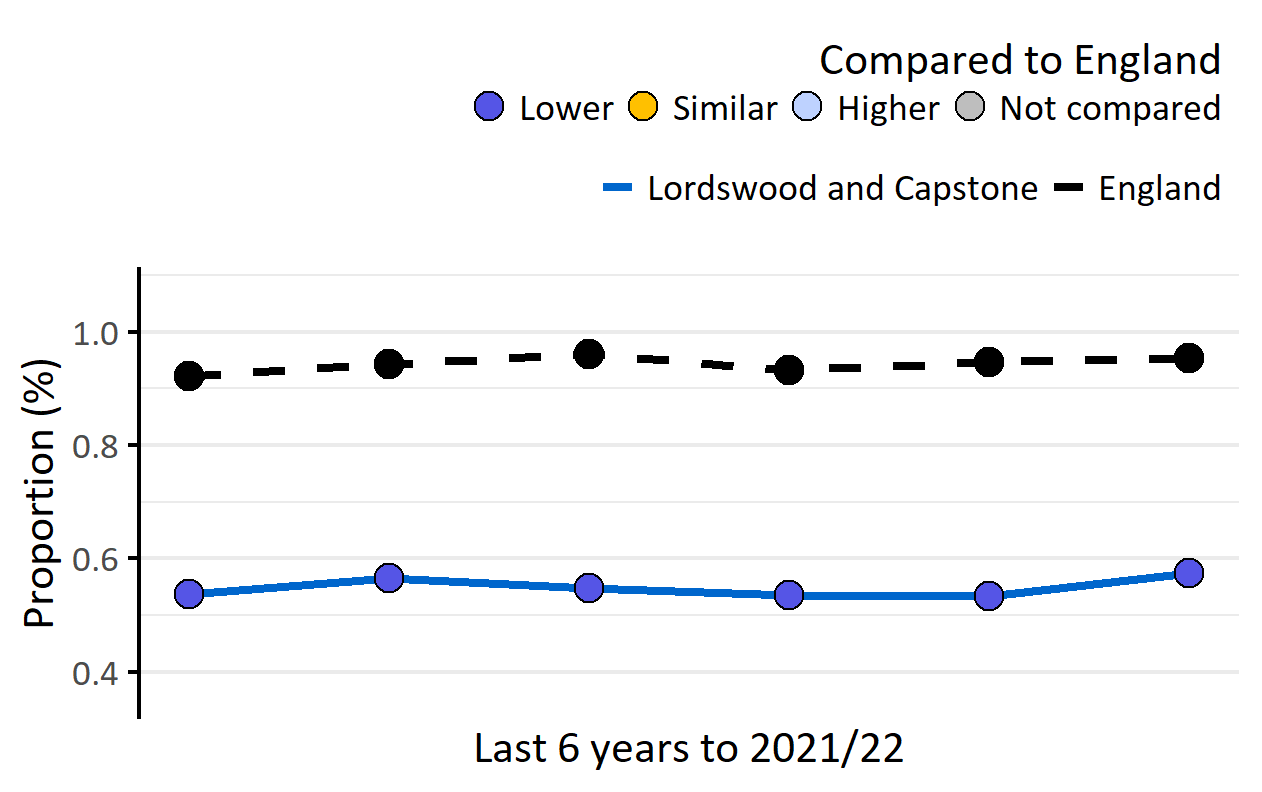 Compared to England
Lower Similar Higher Not compared
Lordswood and Capstone England
Proportion (%)
1.0
0.8
0.6
0.4
Last 6 years to 2021/22